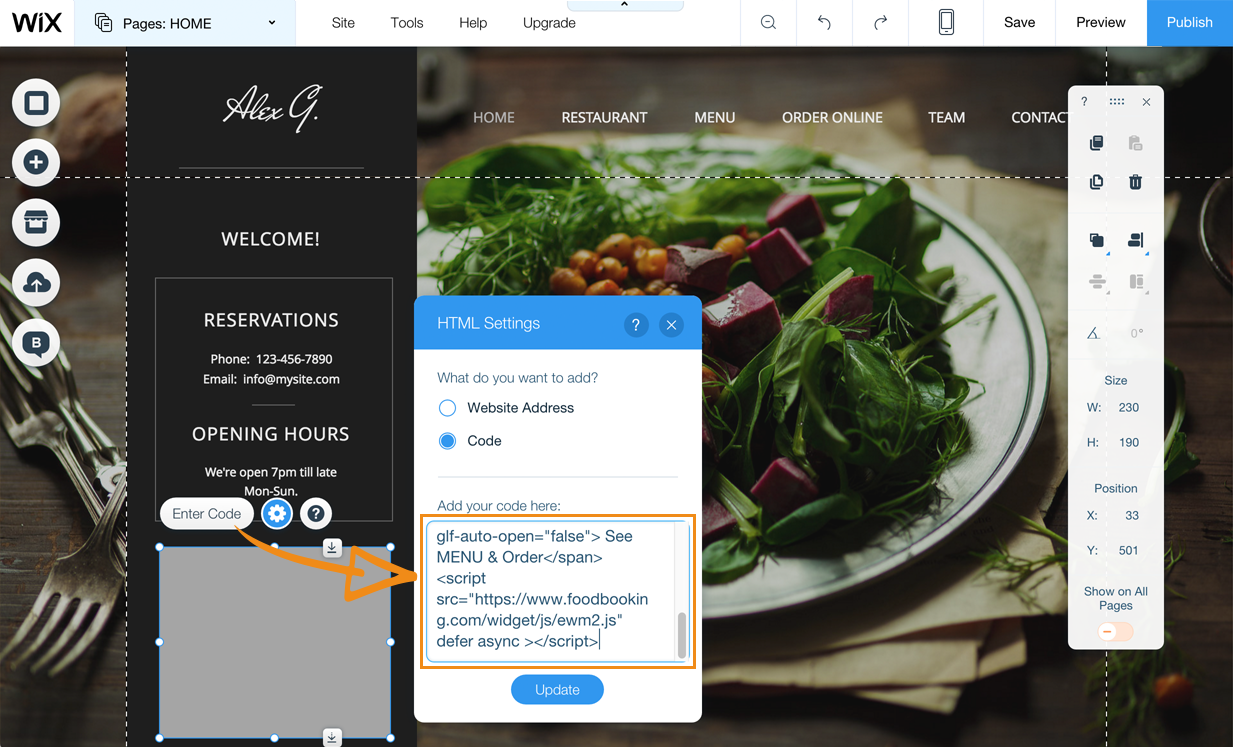 WiX
Pages: HOME
Site
Tools
Help
Upgrade
Save
Preview
Publish
Alex G.
HOME
RESTAURANT
MENU
ORDER ONLINE
TEAM
CONTACT
?
WELCOME!
RESERVATIONS
Phone: 123-456-7890
Email: info@mysite.com
OPENING HOURS
We're open 7pm till late
Mon-Sun.
B
Enter Code
?
HTML Settings
?
What do you want to add?
Website Address
Code
Add your code here:
glf-auto-open="false"> See
MENU & Order</span>
<script
src="https://www.foodbookin
g.com/widget/js/ewm2.js"
defer async ></script>
Update
0°
Size
W: 230
H: 190
Position
X: 33
Y: 501
Show on All
Pages